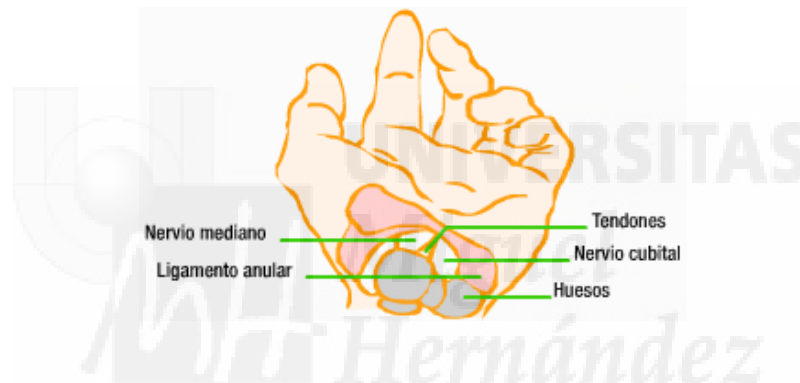 UNIVERSITAS
Miguel
Hernández
Nervio mediano
Ligamento anular
Tendones
Nervio cubital
Huesos